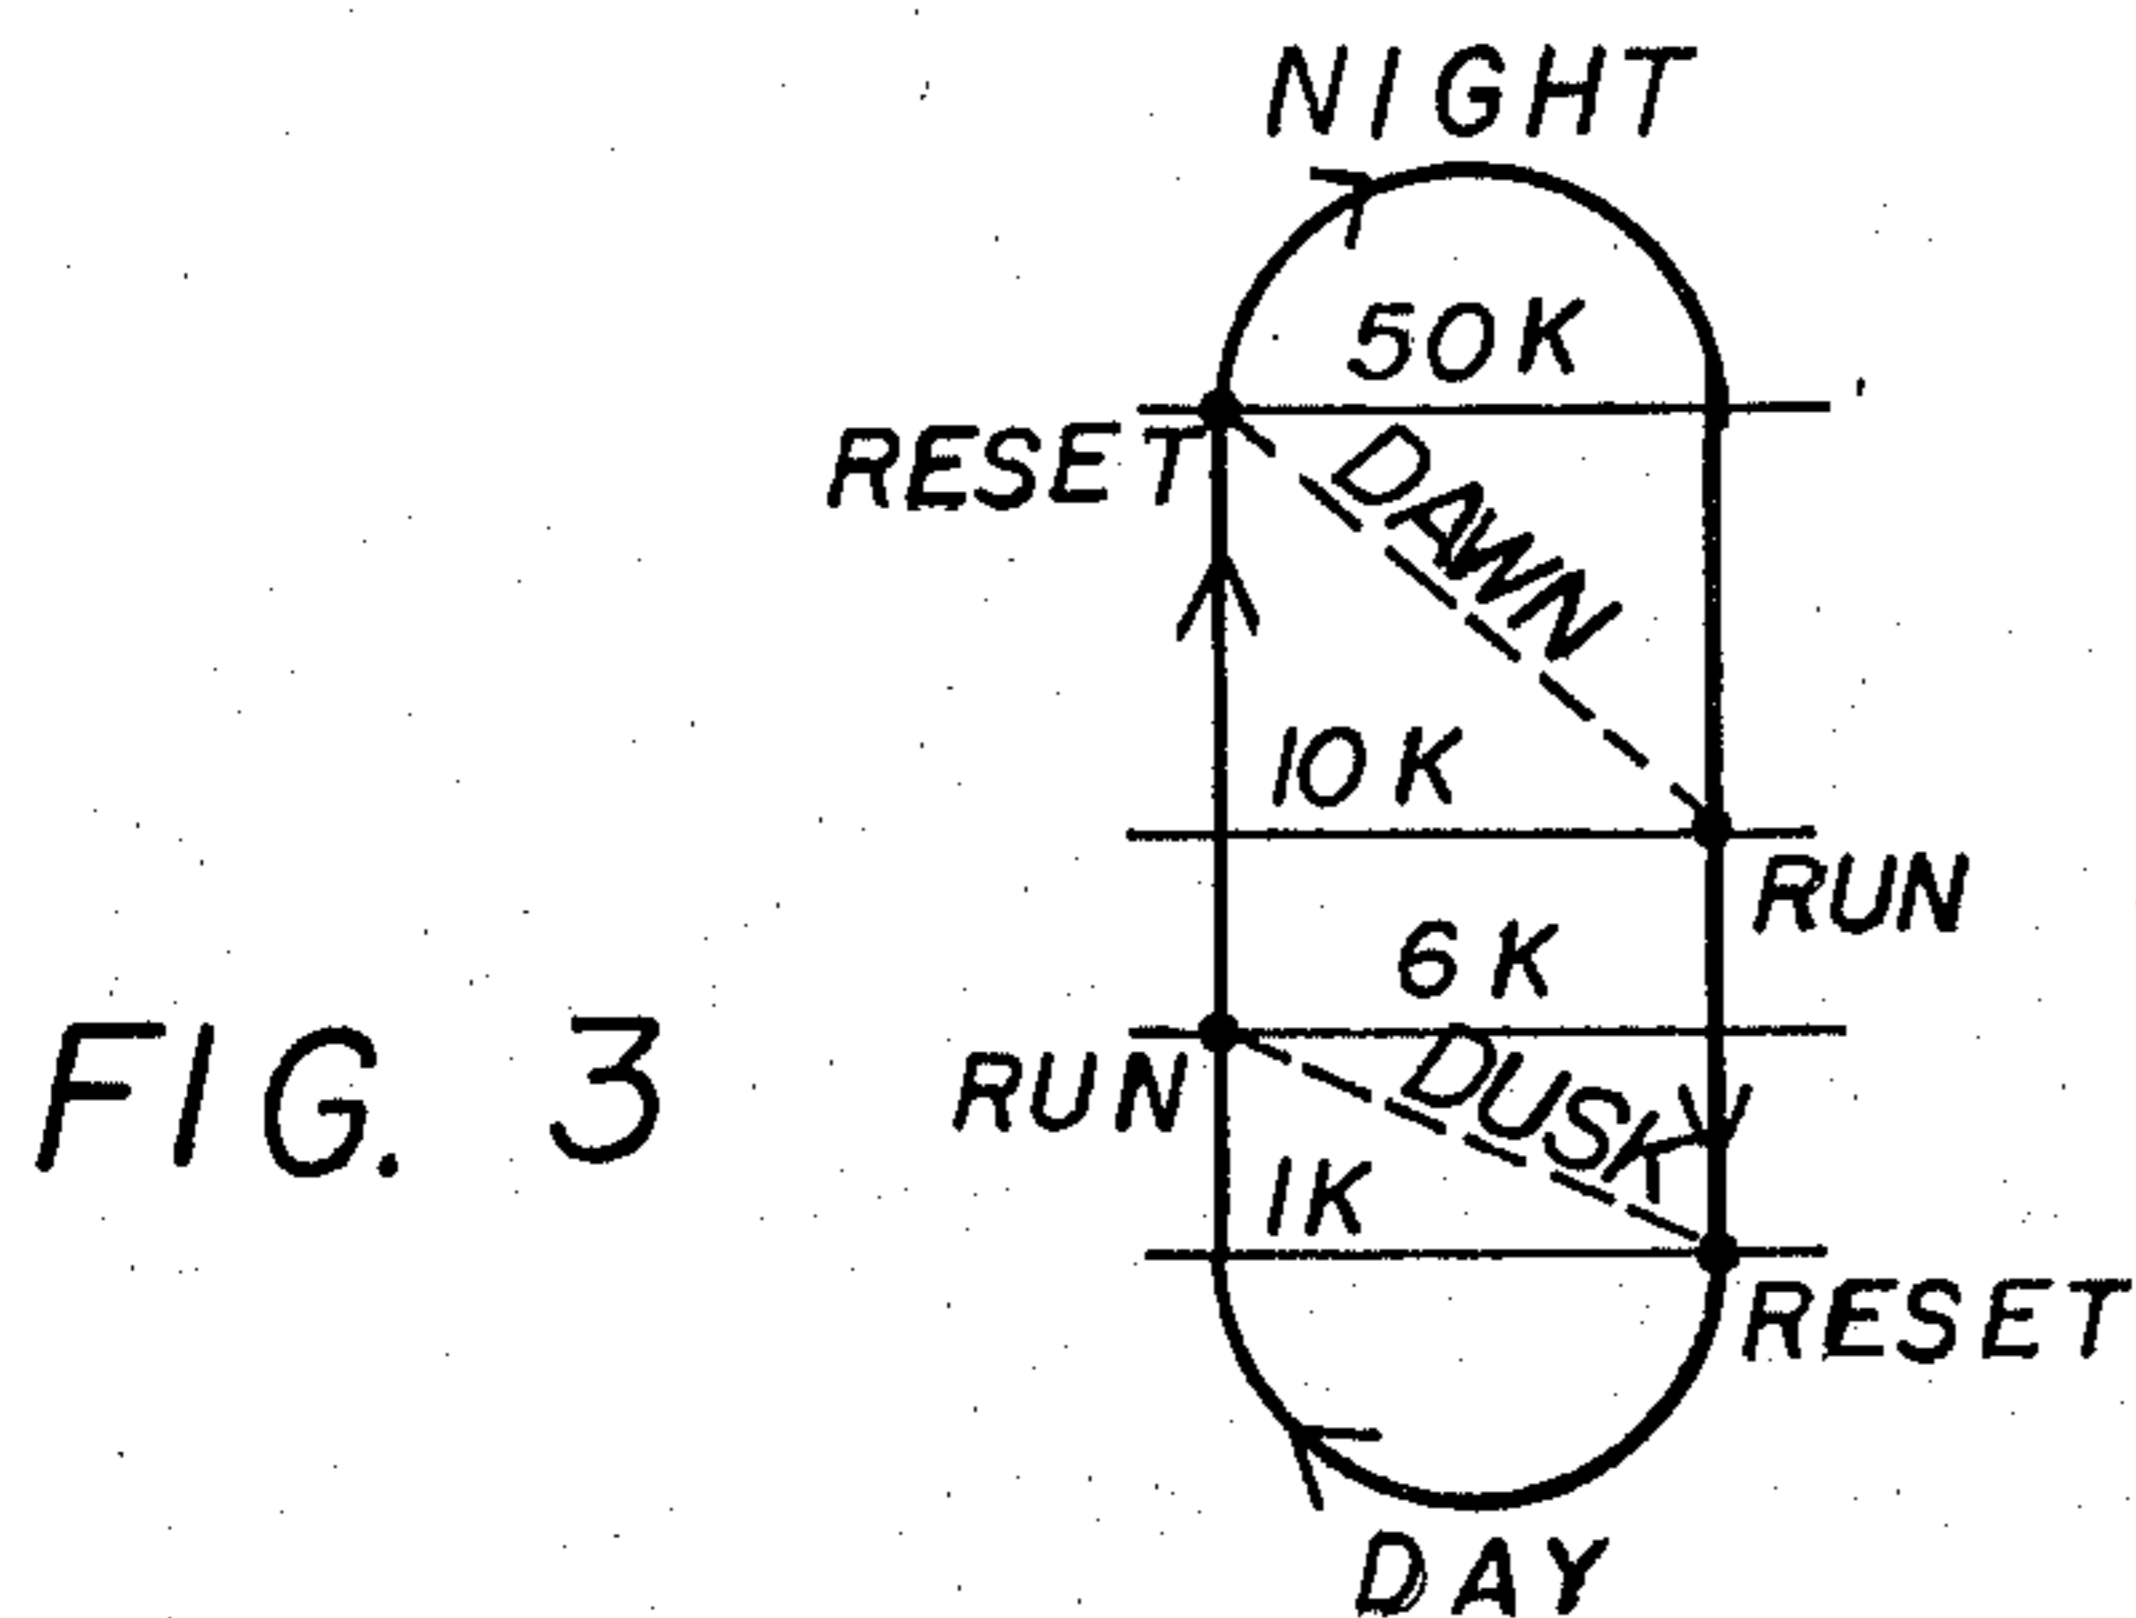 NIGHT
50K
RESET
DAWN
10K
RUN
6K
RUN
DUSK
1K
RESET
DAY
FIG. 3